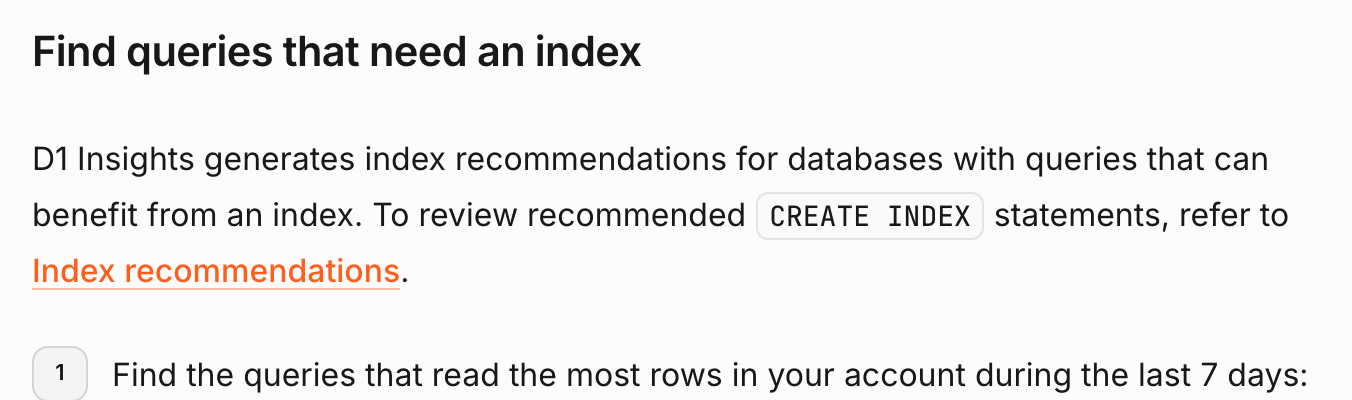 Find queries that need an index
D1 Insights generates index recommendations for databases with queries that can
benefit from an index. To review recommended CREATE INDEX statements, refer to
Index recommendations.
1 Find the queries that read the most rows in your account during the last 7 days: